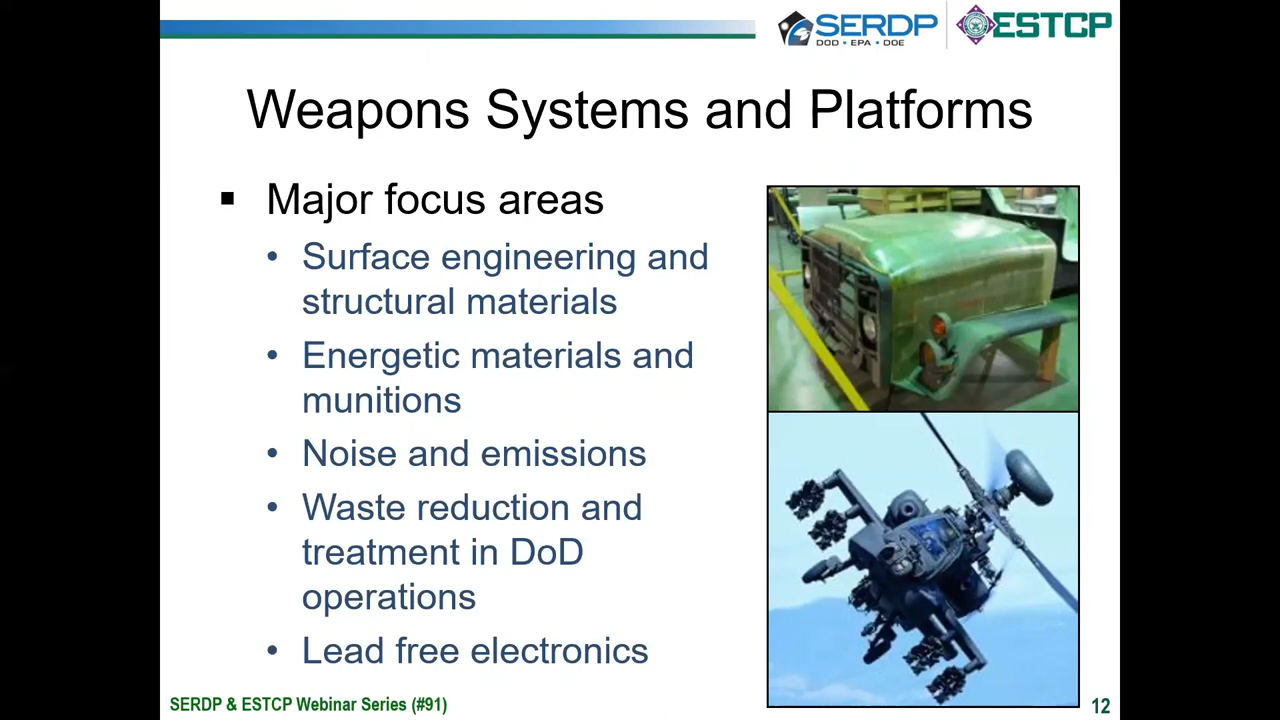 SERDP
DOD • EPA • DOE
ESTCP
Weapons Systems and Platforms
▪ Major focus areas
• Surface engineering and
structural materials
• Energetic materials and
munitions
• Noise and emissions
• Waste reduction and
treatment in DoD
operations
• Lead free electronics
SERDP & ESTCP Webinar Series (#91)
12